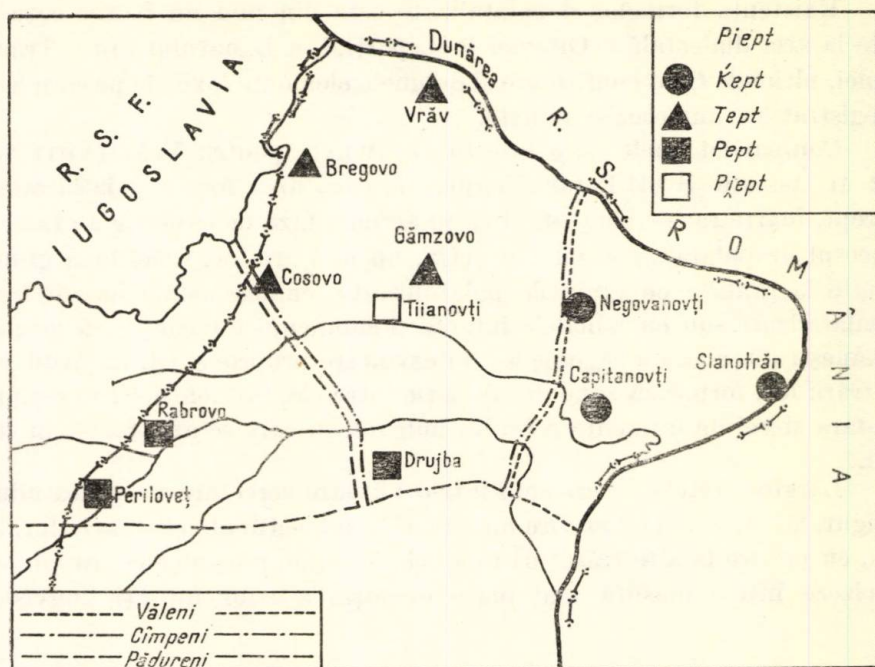 Dunărea
R. S. R O M Â N I A
R. S. F.
IUGOSLAVIA
Piept
Ḱept
Tept
Pept
Pi̯ept
Vrăv
Bregovo
Gămzovo
Cosovo
Tiianovți
Negovanovți
Slanotrăn
Capitanovți
Rabrovo
Drujba
Periloveț
Văleni
Cîmpeni
Pădureni